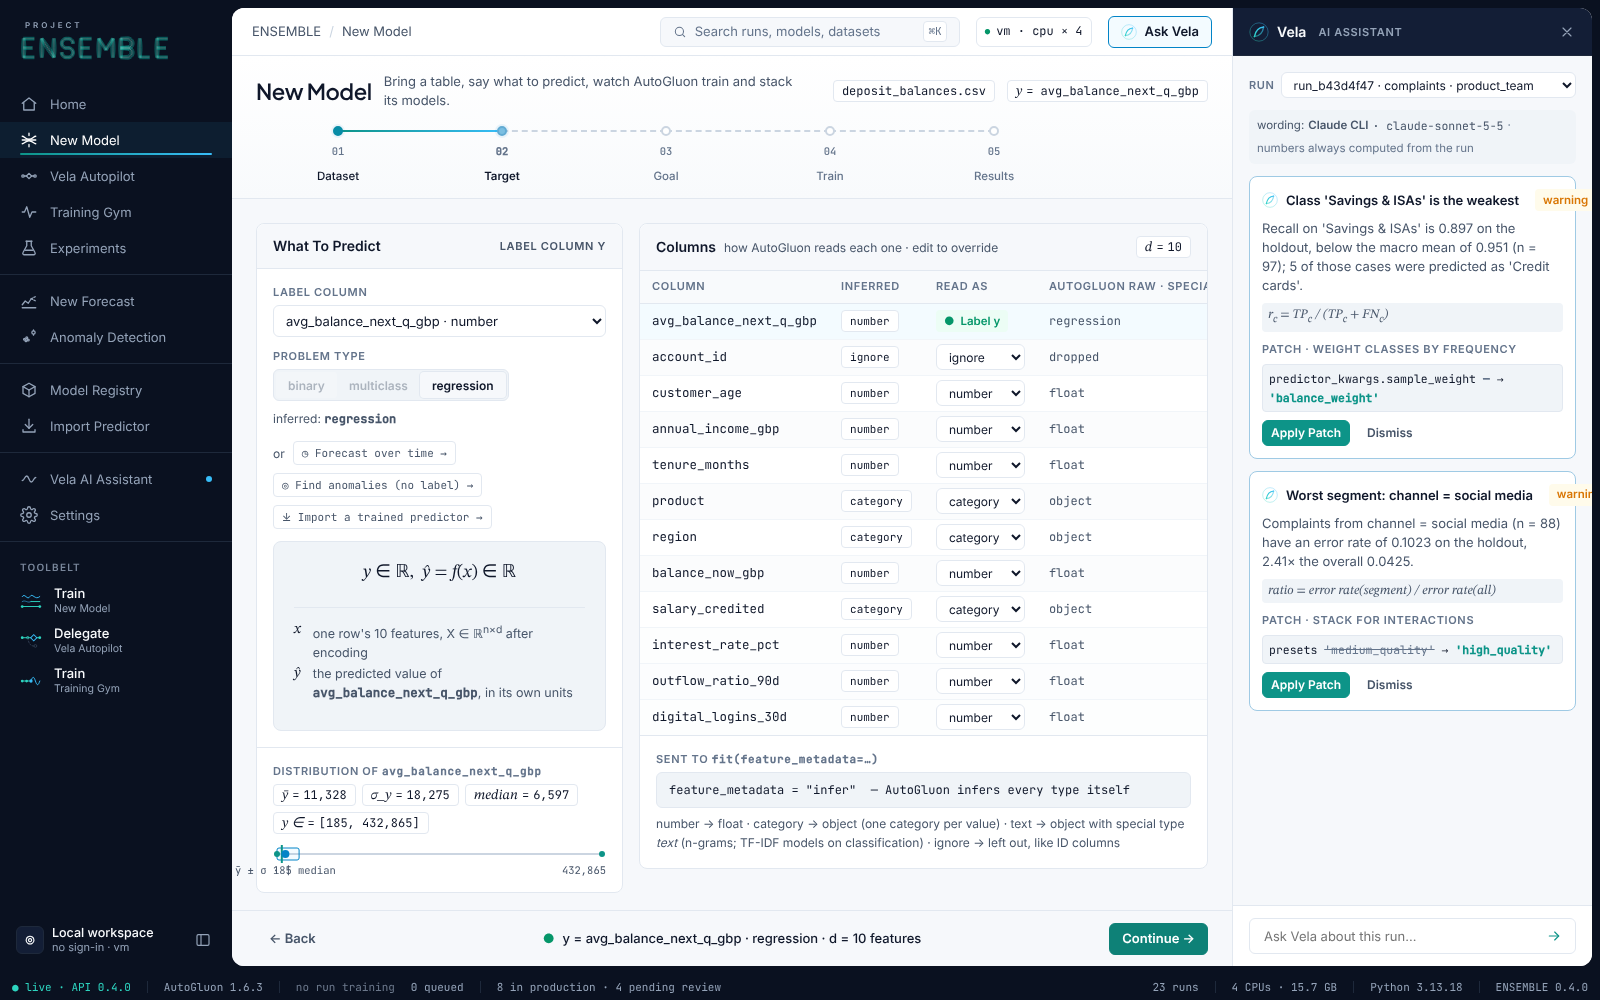 PROJECT
ENSEMBLE
Home
New Model
Vela Autopilot
Training Gym
Experiments
New Forecast
Anomaly Detection
Model Registry
Import Predictor
Vela AI Assistant
Settings
TOOLBELT
Train
New Model
Delegate
Vela Autopilot
Train
Training Gym
Local workspace
no sign-in · vm
ENSEMBLE / New Model
Search runs, models, datasets ⌘K
vm · cpu × 4
Ask Vela
New Model
Bring a table, say what to predict, watch AutoGluon train and stack
its models.
deposit_balances.csv
y = avg_balance_next_q_gbp
01 02 03 04 05
Dataset Target Goal Train Results
What To Predict LABEL COLUMN Y
LABEL COLUMN
avg_balance_next_q_gbp · number
PROBLEM TYPE
binary multiclass regression
inferred: regression
or ◷ Forecast over time →
◎ Find anomalies (no label) →
Import a trained predictor →
y ∈ ℝ, ŷ = f(x) ∈ ℝ
x one row's 10 features, X ∈ ℝn×d after
encoding
ŷ the predicted value of
avg_balance_next_q_gbp, in its own units
DISTRIBUTION OF avg_balance_next_q_gbp
ȳ = 11,328 σ_y = 18,275 median = 6,597
y ∈ = [185, 432,865]
ȳ ± σ 185 median 432,865
Columns how AutoGluon reads each one · edit to override d = 10
COLUMN INFERRED READ AS AUTOGLUON RAW · SPECIA
avg_balance_next_q_gbp number Label y regression
account_id ignore ignore dropped
customer_age number number float
annual_income_gbp number number float
tenure_months number number float
product category category object
region category category object
balance_now_gbp number number float
salary_credited category category object
interest_rate_pct number number float
outflow_ratio_90d number number float
digital_logins_30d number number float
SENT TO fit(feature_metadata=…)
feature_metadata = "infer" — AutoGluon infers every type itself
number → float · category → object (one category per value) · text → object with special type
text (n-grams; TF-IDF models on classification) · ignore → left out, like ID columns
← Back
y = avg_balance_next_q_gbp · regression · d = 10 features
Continue →
Vela AI ASSISTANT
RUN run_b43d4f47 · complaints · product_team
wording: Claude CLI · claude-sonnet-5-5 ·
numbers always computed from the run
Class 'Savings & ISAs' is the weakest warning
Recall on 'Savings & ISAs' is 0.897 on the
holdout, below the macro mean of 0.951 (n =
97); 5 of those cases were predicted as 'Credit
cards'.
rc = TPc / (TPc + FNc)
PATCH · WEIGHT CLASSES BY FREQUENCY
predictor_kwargs.sample_weight — →
'balance_weight'
Apply Patch Dismiss
Worst segment: channel = social media warnin
Complaints from channel = social media (n = 88)
have an error rate of 0.1023 on the holdout,
2.41× the overall 0.0425.
ratio = error rate(segment) / error rate(all)
PATCH · STACK FOR INTERACTIONS
presets 'medium_quality' → 'high_quality'
Apply Patch Dismiss
Ask Vela about this run... →
live · API 0.4.0 AutoGluon 1.6.3 no run training 0 queued 8 in production · 4 pending review 23 runs 4 CPUs · 15.7 GB Python 3.13.18 ENSEMBLE 0.4.0